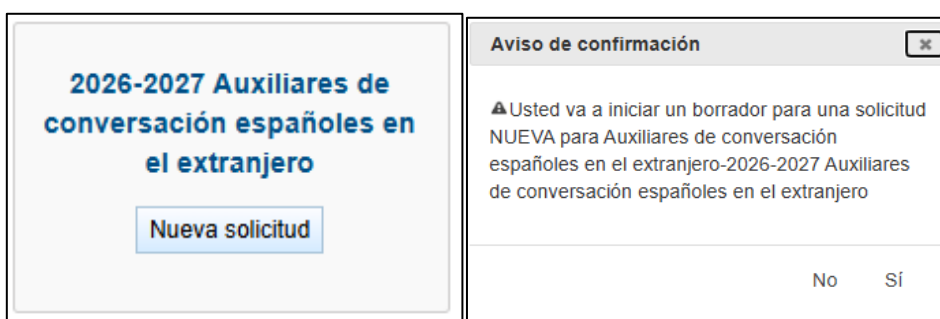 2026-2027 Auxiliares de
conversación españoles en
el extranjero
Nueva solicitud
Aviso de confirmación
Usted va a iniciar un borrador para una solicitud
NUEVA para Auxiliares de conversación
españoles en el extranjero-2026-2027 Auxiliares
de conversación españoles en el extranjero
No Sí